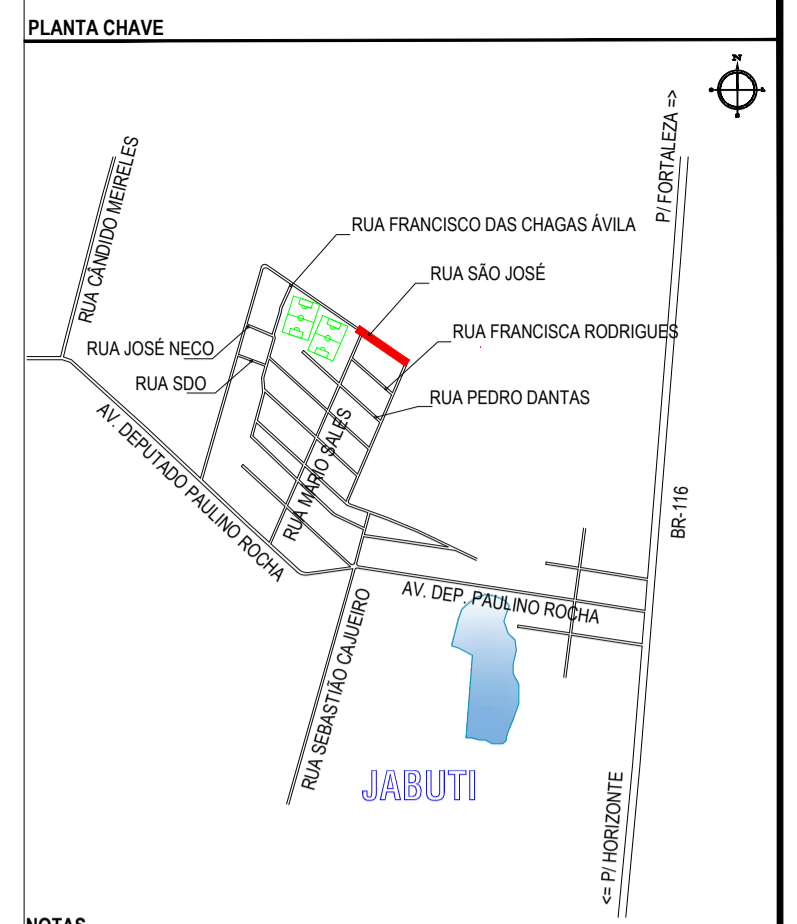 PLANTA CHAVE
N
P/ FORTALEZA =>
RUA CÂNDIDO MEIRELES
RUA FRANCISCO DAS CHAGAS ÁVILA
RUA SÃO JOSÉ
RUA FRANCISCA RODRIGUES
RUA JOSÉ NECO
RUA SDO
RUA PEDRO DANTAS
AV. DEPUTADO PAULINO ROCHA
RUA MÁRIO SALES
BR-116
AV. DEP. PAULINO ROCHA
RUA SEBASTIÃO CAJUEIRO
JABUTI
<= P/ HORIZONTE
NOTAS